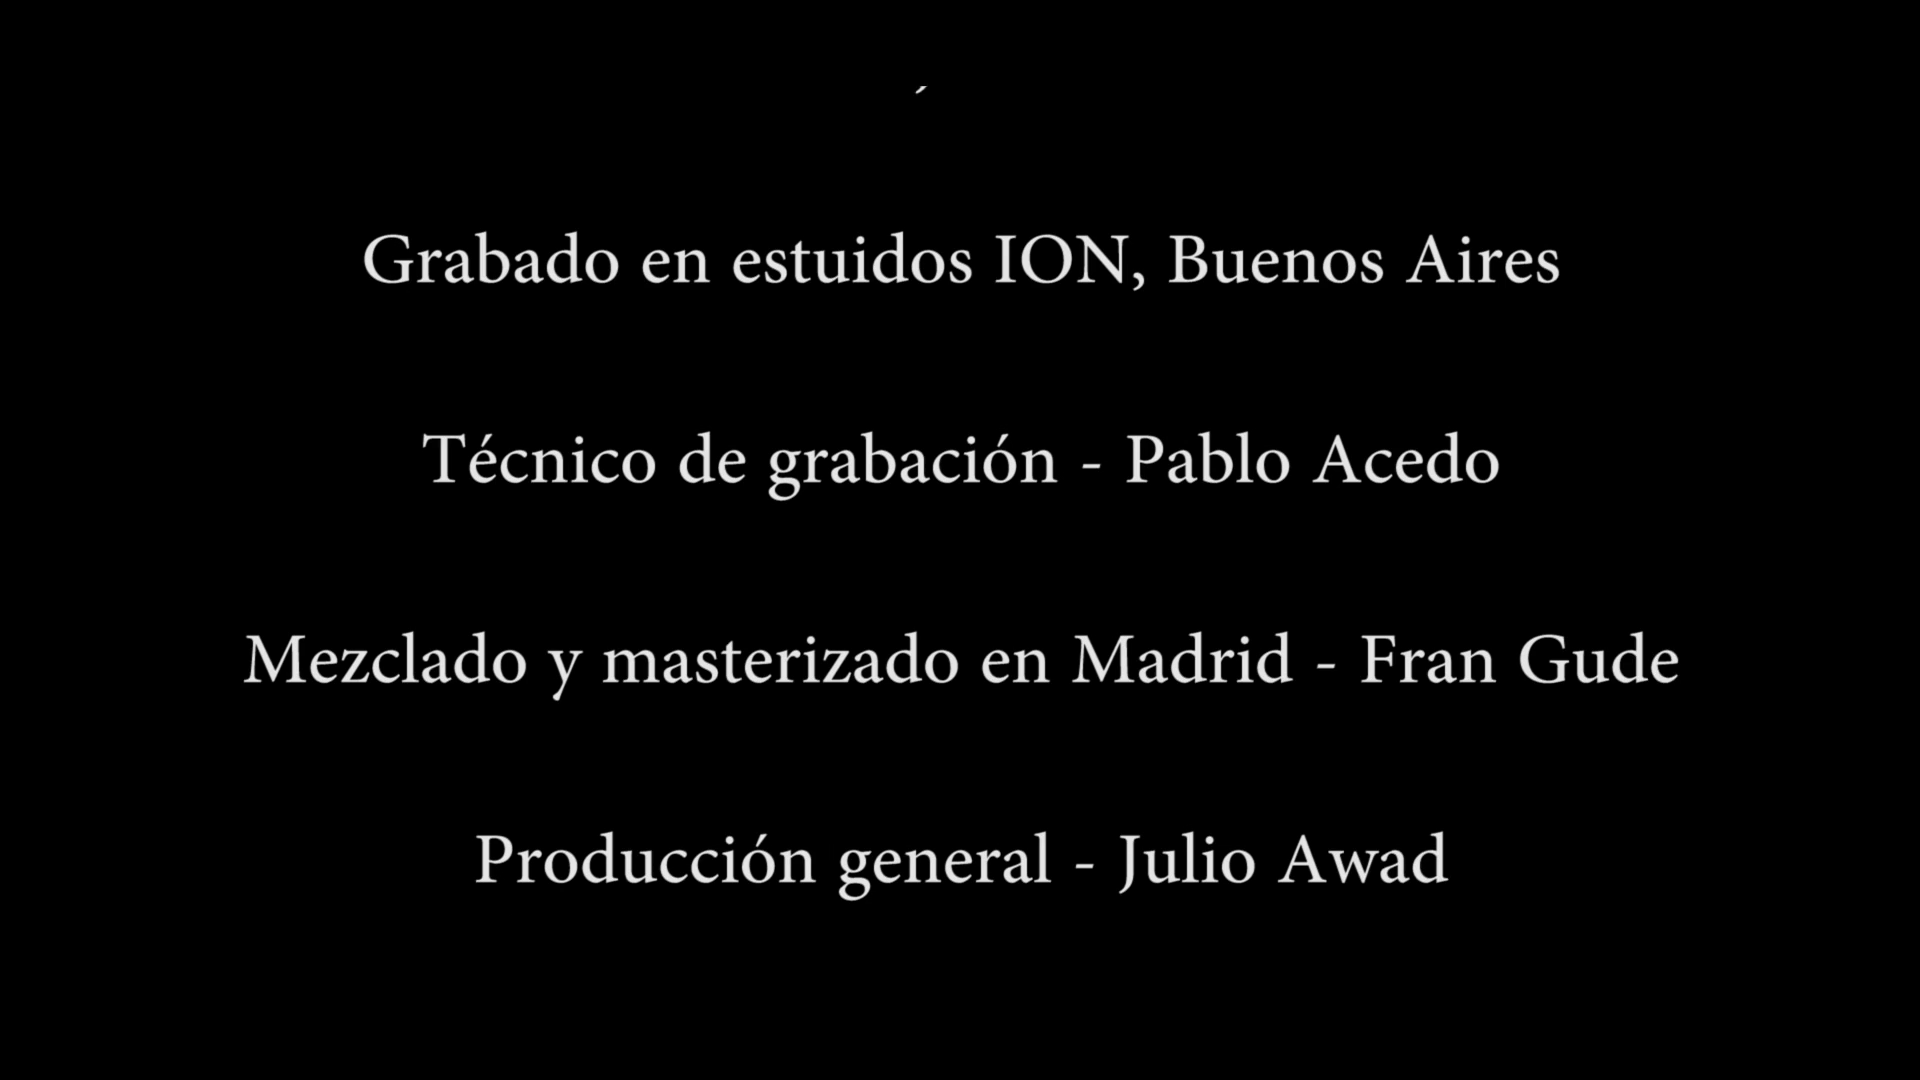 Grabado en estuidos ION, Buenos Aires
Técnico de grabación - Pablo Acedo
Mezclado y masterizado en Madrid - Fran Gude
Producción general - Julio Awad